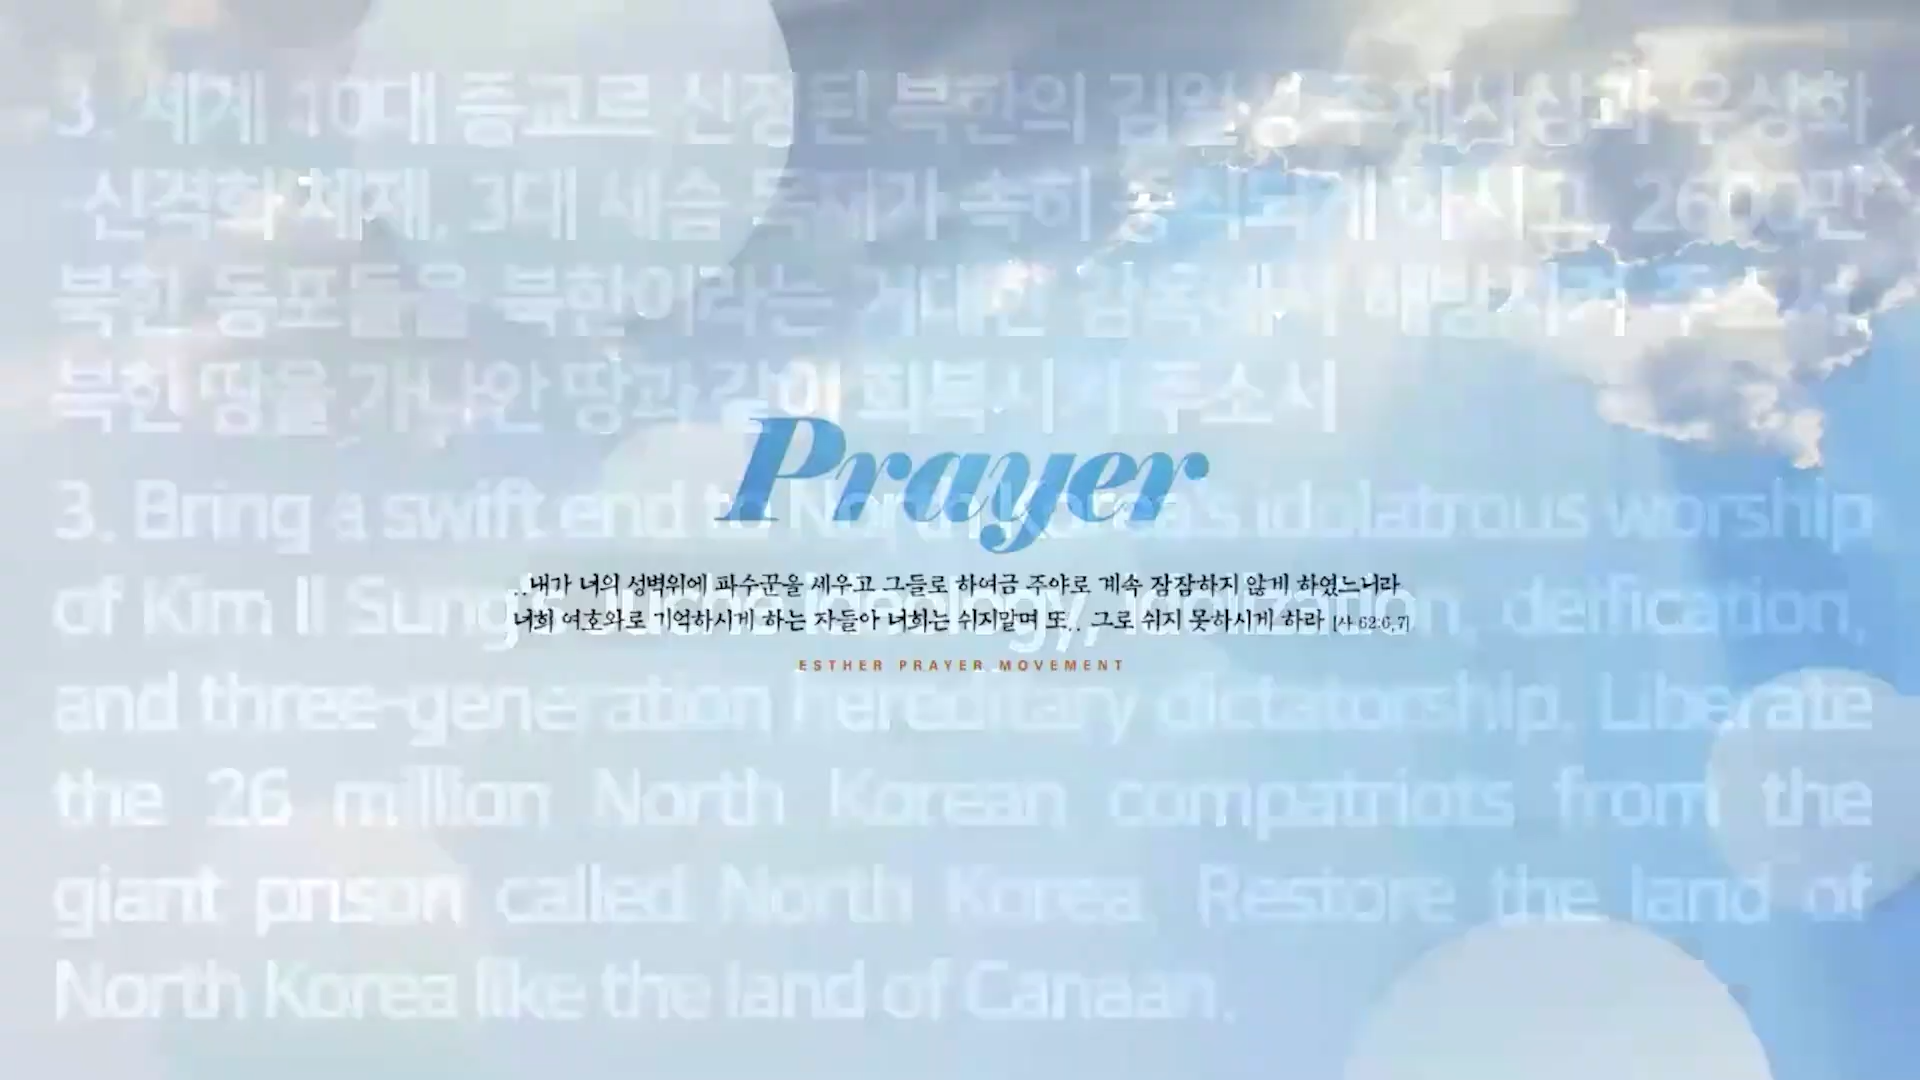 3. 세계 10대 종교로 선정된 북한의 김일성 주체사상과 우상화
신격화 체제, 3대 세습 독재가 속히 종식되게 하시고, 2600만
북한 동포들을 북한이라는 거대한 감옥에서 해방시켜 주소서
북한 땅을 가나안 땅과 같이 회복시켜 주소서
Prayer
3. Bring a swift end to North Korea's idolatrous worship
of Kim Il Sung Juche ideology, idolization, deification,
..내가 너의 성벽위에 파수꾼을 세우고 그들로 하여금 주야로 계속 잠잠하지 않게 하였느니라
너희 여호와로 기억하시게 하는 자들아 너희는 쉬지말며 또.. 그로 쉬지 못하시게 하라 [사 62:6,7]
ESTHER PRAYER MOVEMENT
and three-generation hereditary dictatorship. Liberate
the 26 million North Korean compatriots from the
giant prison called North Korea. Restore the land of
North Korea like the land of Canaan.